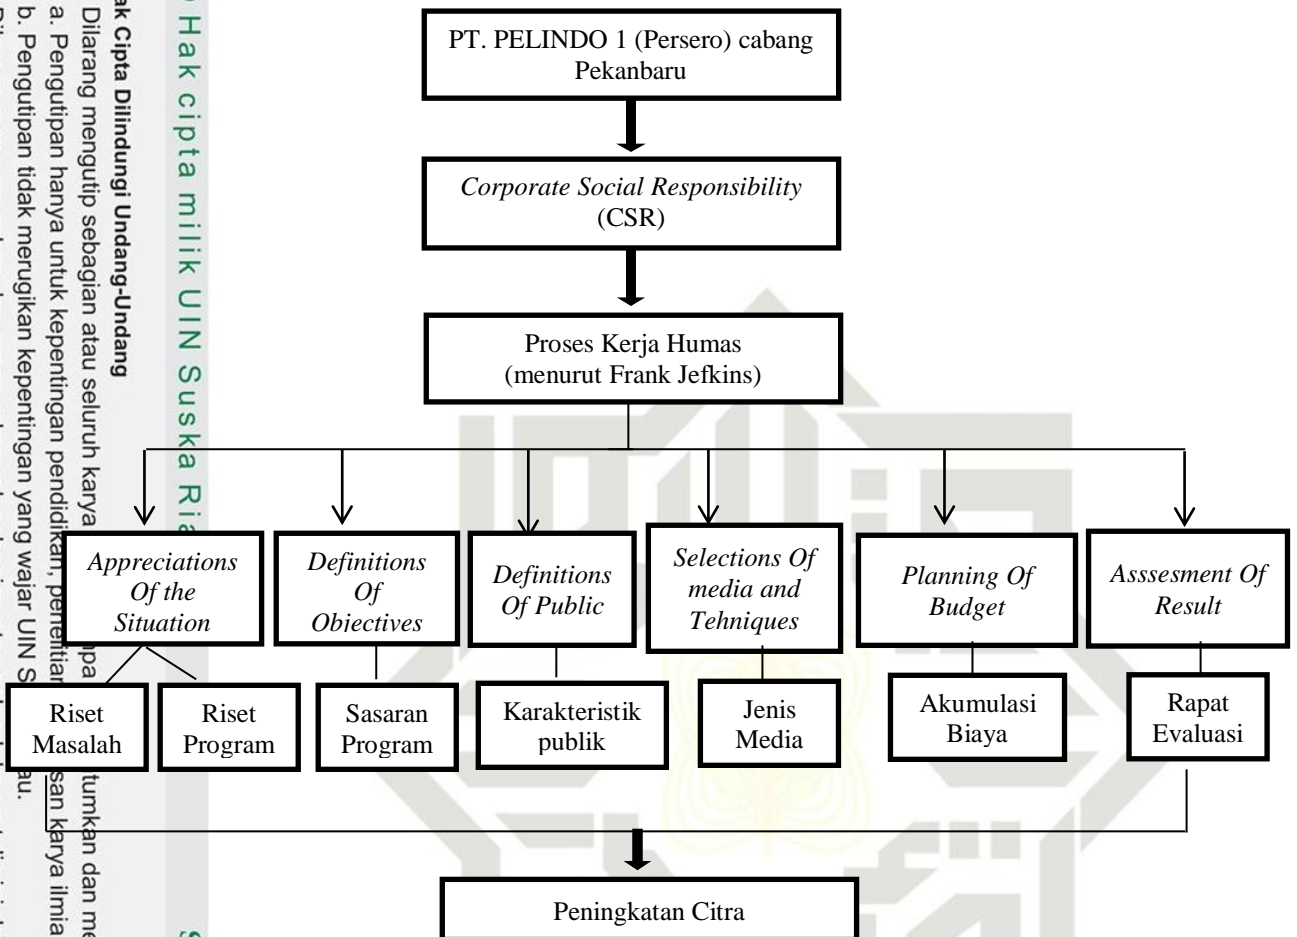 PT. PELINDO 1 (Persero) cabang
Pekanbaru
Corporate Social Responsibility
(CSR)
Proses Kerja Humas
(menurut Frank Jefkins)
Appreciations
Of the
Situation
Definitions
Of
Objectives
Definitions
Of Public
Selections Of
media and
Tehniques
Planning Of
Budget
Asssesment Of
Result
Riset
Masalah
Riset
Program
Sasaran
Program
Karakteristik
publik
Jenis
Media
Akumulasi
Biaya
Rapat
Evaluasi
Peningkatan Citra
Hak cipta milik UIN Suska
Cipta Dilindungi Undang-Undang
Dilarang mengutip sebagian atau seluruh karya
a. Pengutipan hanya untuk kepentingan pendidikan, penelitian
karya
b. Pengutipan tidak merugikan kepentingan yang wajar UIN